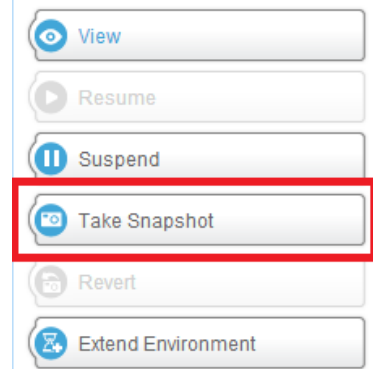 View
Resume
Suspend
Take Snapshot
Revert
Extend Environment